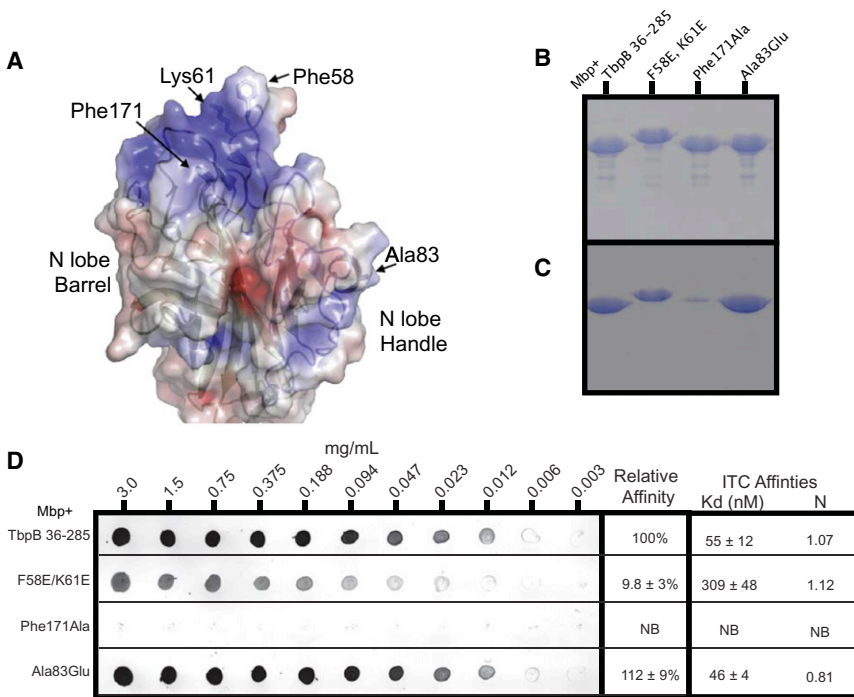 A
Lys61
Phe58
Phe171
Ala83
N lobe
Barrel
N lobe
Handle
B
Mbp+
TbpB 36-285
F58E, K61E
Phe171Ala
Ala83Glu
C
D
mg/mL
3.0
1.5
0.75
0.375
0.188
0.094
0.047
0.023
0.012
0.006
0.003
Relative
Affinity
ITC Affinties
Kd (nM) N
Mbp+
TbpB 36-285 100% 55 ± 12 1.07
F58E/K61E 9.8 ± 3% 309 ± 48 1.12
Phe171Ala NB NB NB
Ala83Glu 112 ± 9% 46 ± 4 0.81